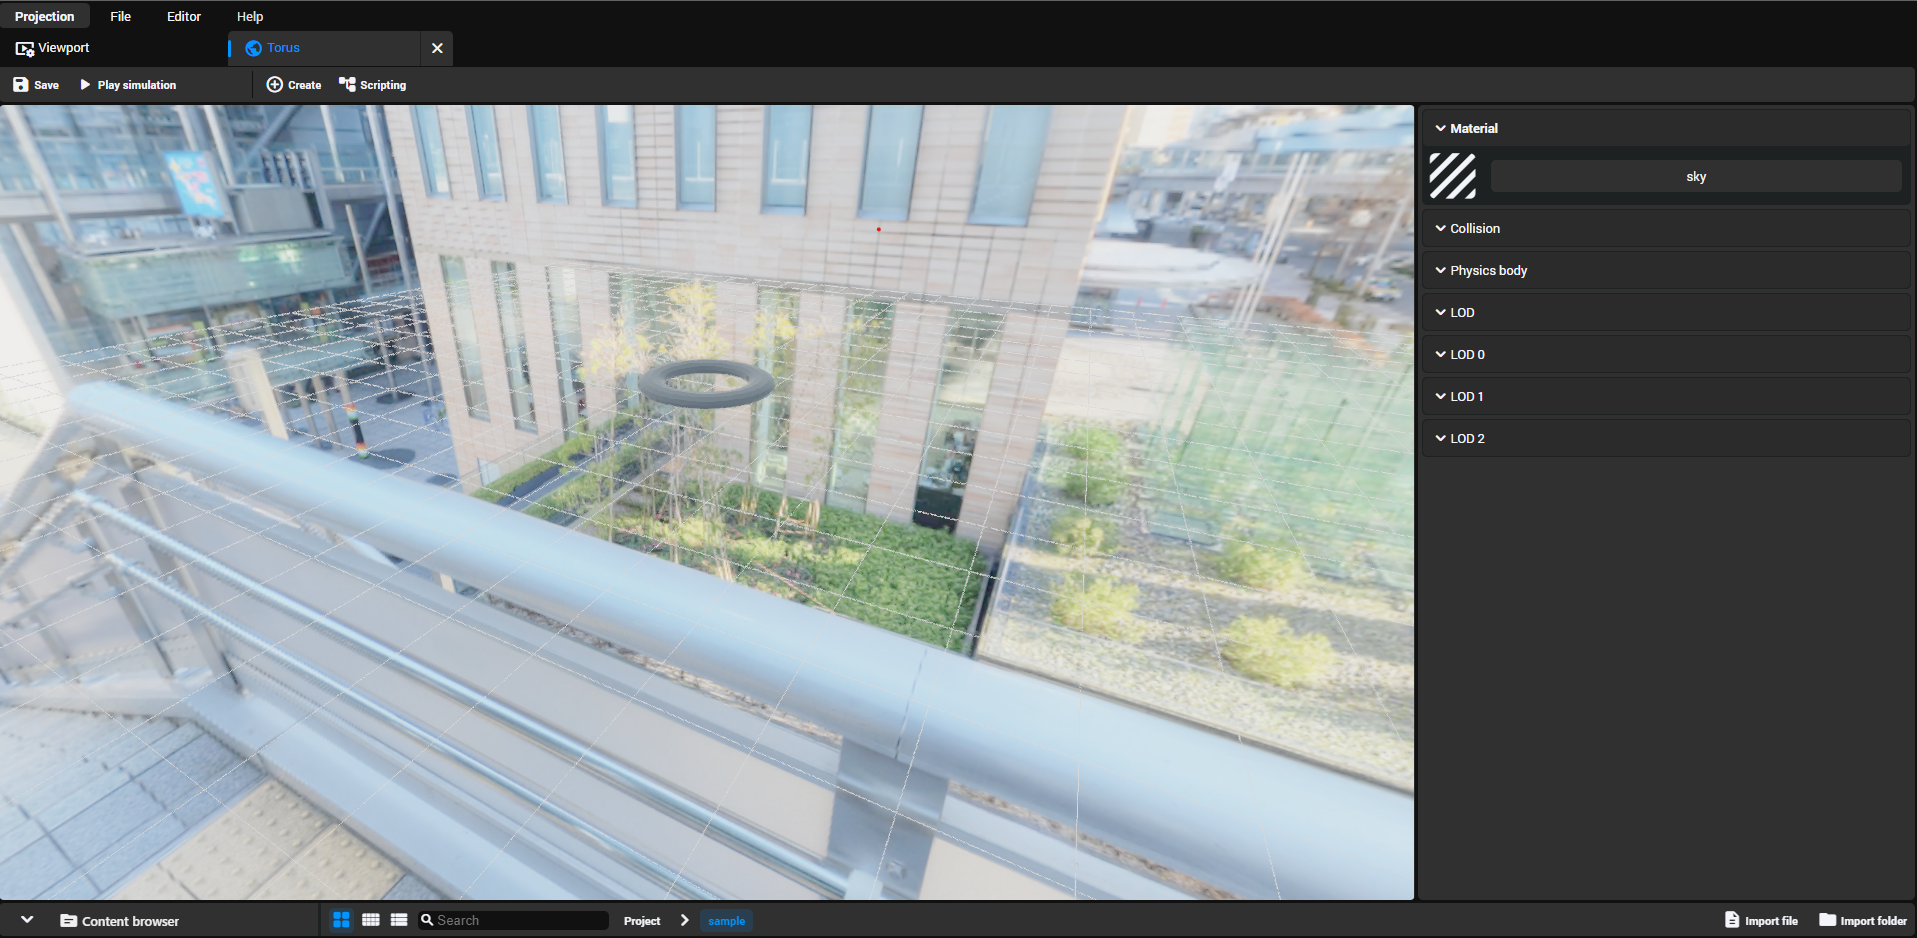 Projection File Editor Help
Viewport Torus
Save Play simulation Create Scripting
Material
sky
Collision
Physics body
LOD
LOD 0
LOD 1
LOD 2
Content browser Search Project sample Import file Import folder